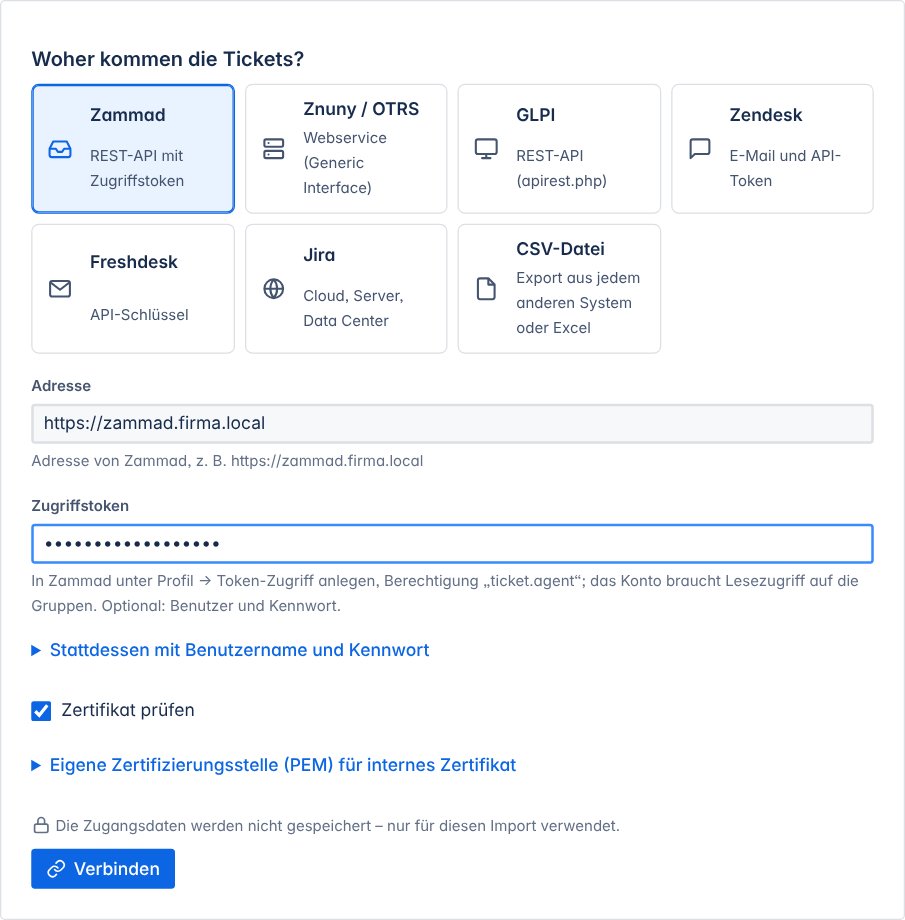 Woher kommen die Tickets?
Zammad
REST-API mit
Zugriffstoken
Znuny / OTRS
Webservice
(Generic
Interface)
GLPI
REST-API
(apirest.php)
Zendesk
E-Mail und API-
Token
Freshdesk
API-Schlüssel
Jira
Cloud, Server,
Data Center
CSV-Datei
Export aus jedem
anderen System
oder Excel
Adresse
https://zammad.firma.local
Adresse von Zammad, z. B. https://zammad.firma.local
Zugriffstoken
••••••••••••••••••
In Zammad unter Profil → Token-Zugriff anlegen, Berechtigung „ticket.agent“; das Konto braucht Lesezugriff auf die
Gruppen. Optional: Benutzer und Kennwort.
Stattdessen mit Benutzername und Kennwort
Zertifikat prüfen
Eigene Zertifizierungsstelle (PEM) für internes Zertifikat
Die Zugangsdaten werden nicht gespeichert – nur für diesen Import verwendet.
Verbinden